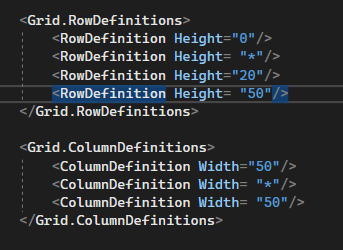 <Grid.RowDefinitions>
<RowDefinition Height="0"/>
<RowDefinition Height= "*"/>
<RowDefinition Height="20"/>
<RowDefinition Height= "50"/>
</Grid.RowDefinitions>
<Grid.ColumnDefinitions>
<ColumnDefinition Width="50"/>
<ColumnDefinition Width= "*"/>
<ColumnDefinition Width= "50"/>
</Grid.ColumnDefinitions>